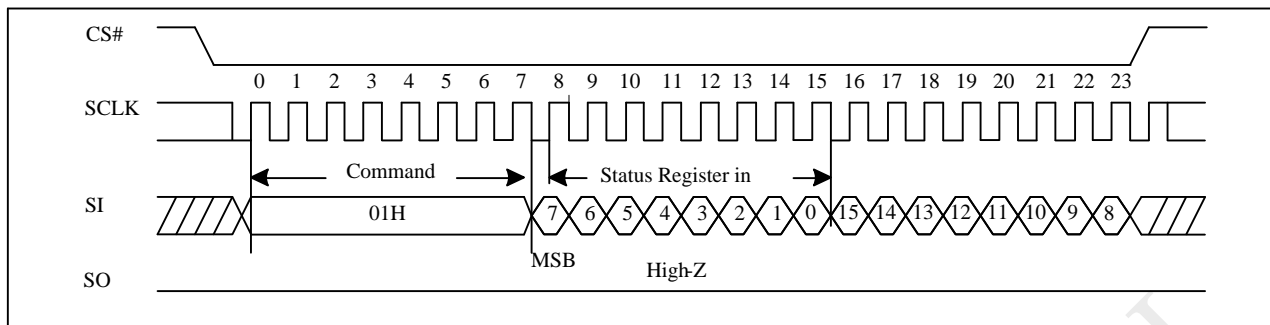 CS#
0 1 2 3 4 5 6 7 8 9 10 11 12 13 14 15 16 17 18 19 20 21 22 23
SCLK
Command Status Register in
SI 01H 7 6 5 4 3 2 1 0 15 14 13 12 11 10 9 8
MSB High-Z
SO